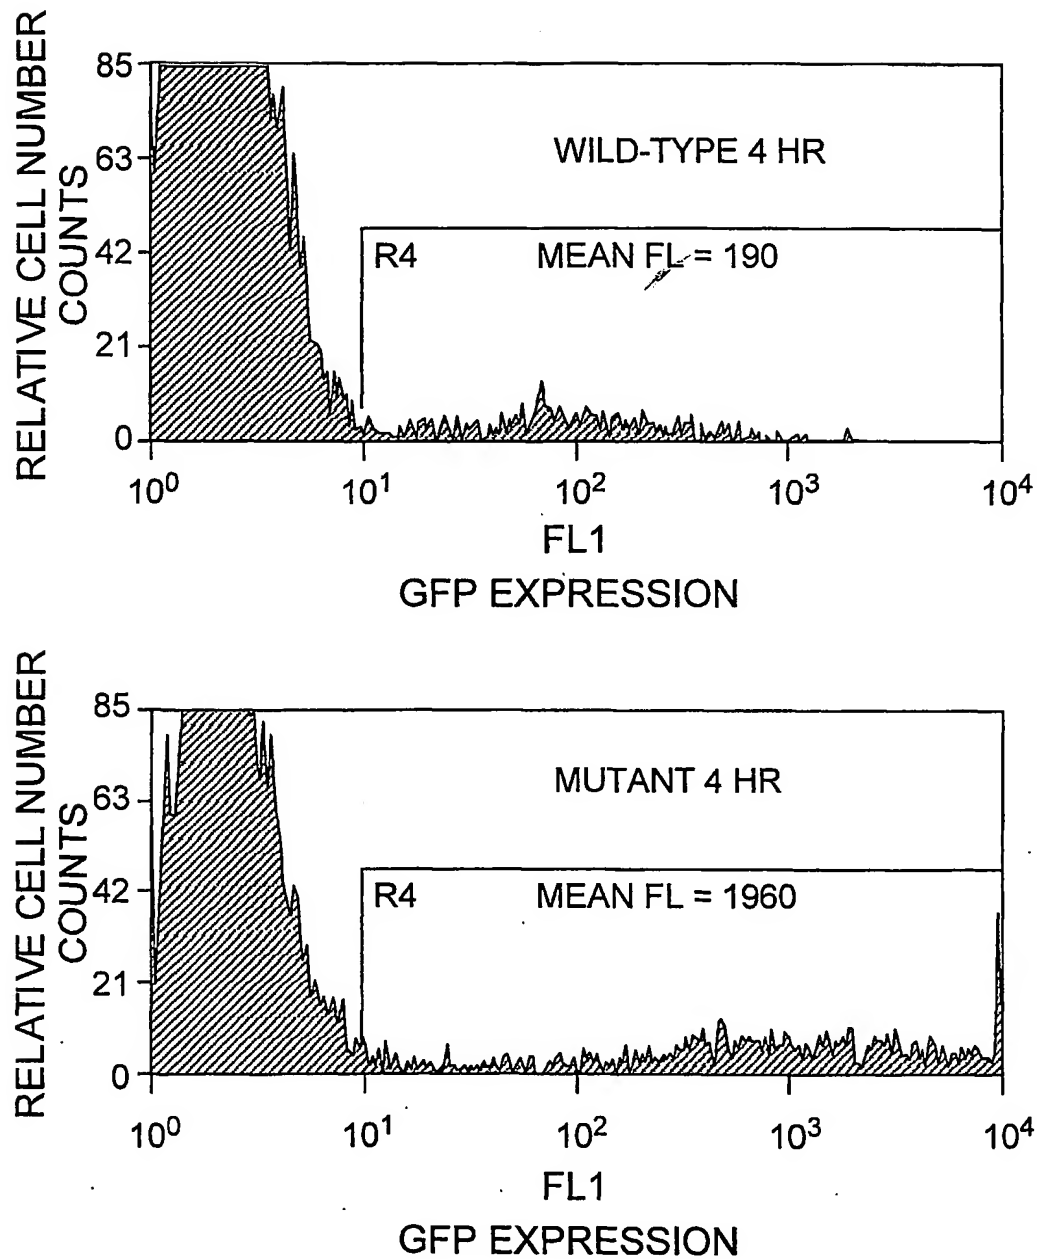 RELATIVE CELL NUMBER
COUNTS
85
63
42
21
0
WILD-TYPE 4 HR
R4 MEAN FL = 190
10⁰ 10¹ 10² 10³ 10⁴
FL1
GFP EXPRESSION
RELATIVE CELL NUMBER
COUNTS
85
63
42
21
0
MUTANT 4 HR
R4 MEAN FL = 1960
10⁰ 10¹ 10² 10³ 10⁴
FL1
GFP EXPRESSION